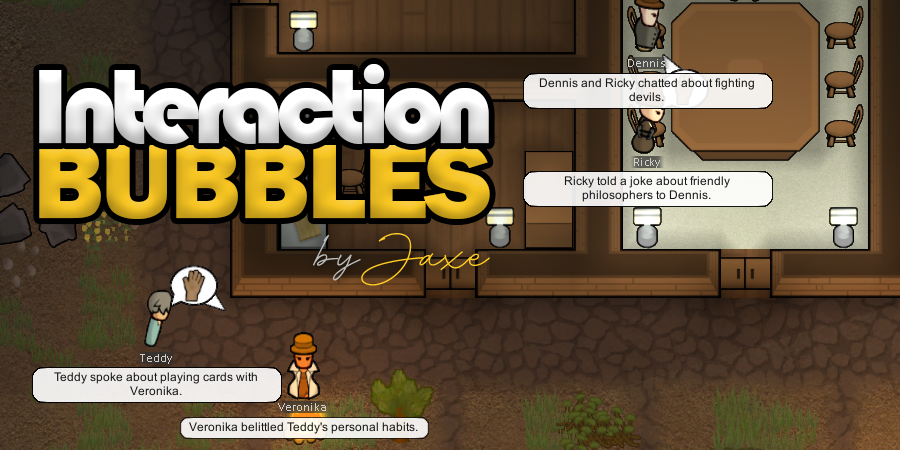 Interaction
BUBBLES
by Jaxe
Dennis
Dennis and Ricky chatted about fighting
devils.
Ricky
Ricky told a joke about friendly
philosophers to Dennis.
Teddy
Teddy spoke about playing cards with
Veronika.
Veronika
Veronika belittled Teddy's personal habits.